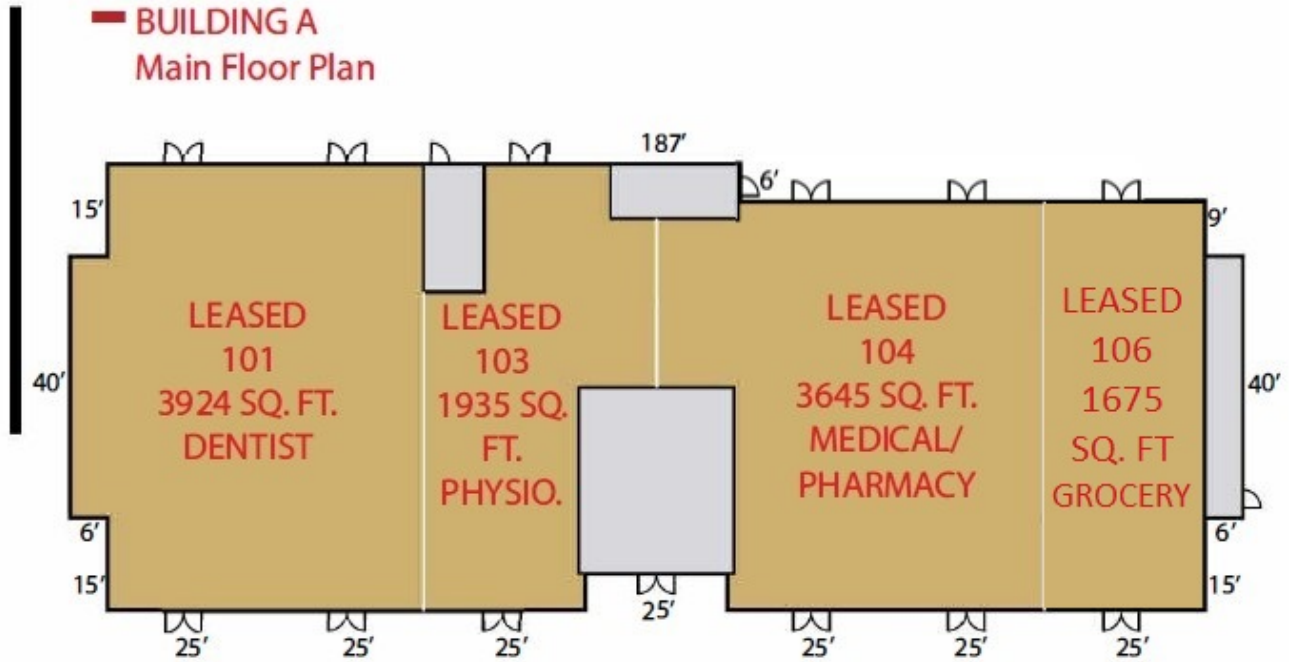 BUILDING A
Main Floor Plan
187'
6'
15'
9'
LEASED
101
3924 SQ. FT.
DENTIST
LEASED
103
1935 SQ.
FT.
PHYSIO.
LEASED
104
3645 SQ. FT.
MEDICAL/
PHARMACY
LEASED
106
1675
SQ. FT
GROCERY
40'
40'
6'
6'
15'
15'
25'
25'
25'
25'
25'
25'
25'